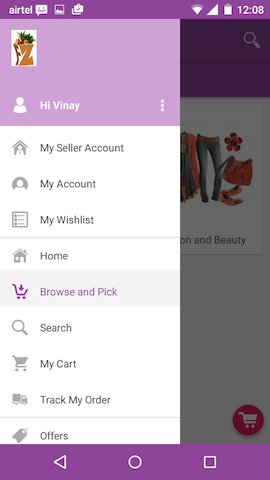 airtel 12:08
Z
Hi Vinay
My Seller Account
My Account
My Wishlist
Home
Browse and Pick
on and Beauty
Search
My Cart
Track My Order
Offers